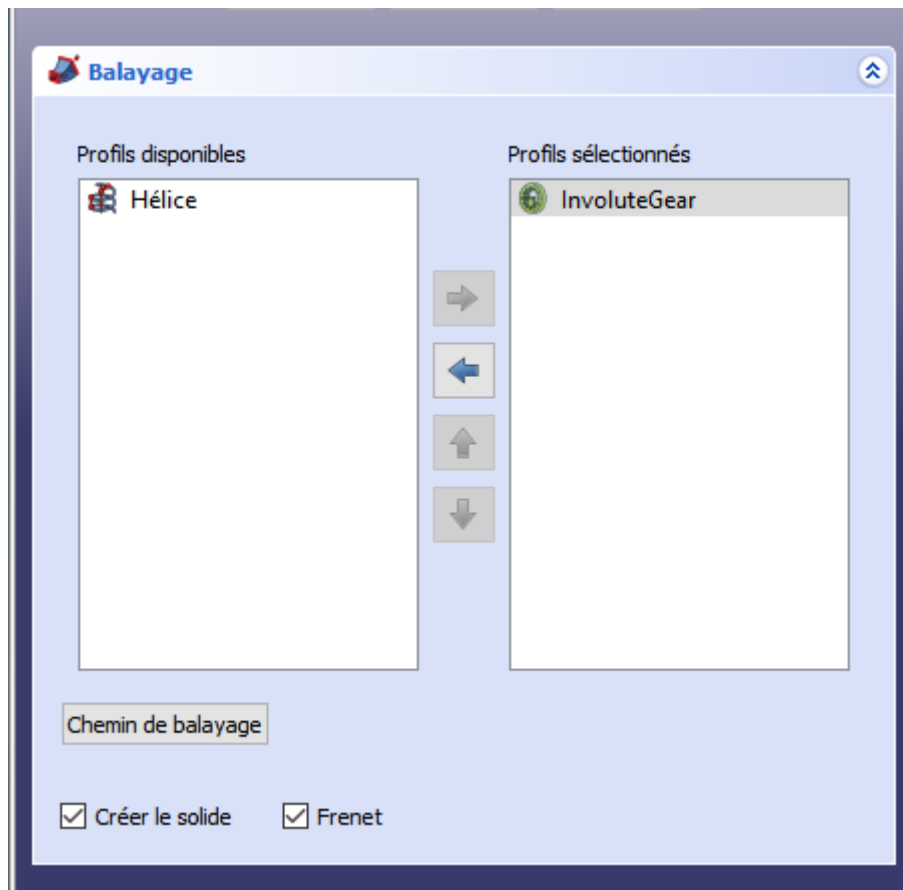 Balayage
Profils disponibles
Profils sélectionnés
Hélice
InvoluteGear
Chemin de balayage
Créer le solide
Frenet